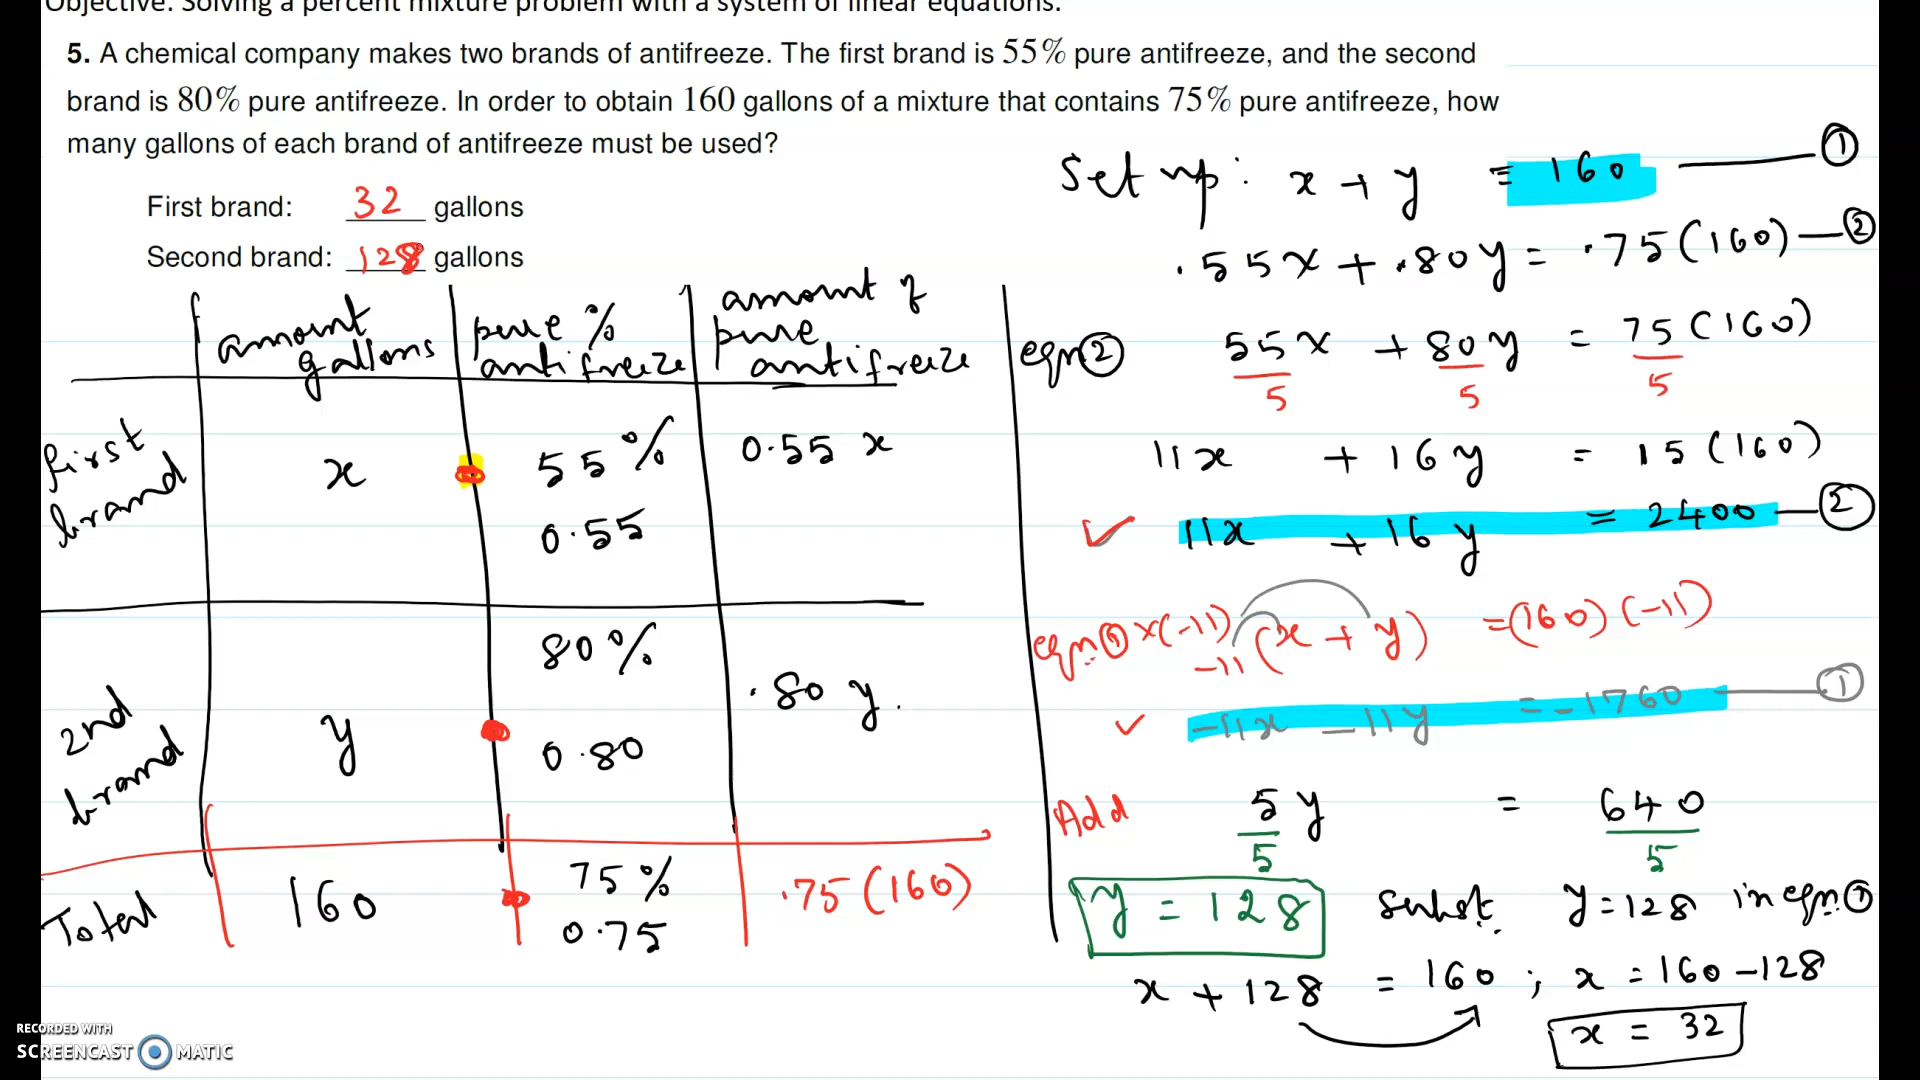 Objective: Solving a percent mixture problem with a system of linear equations.
5. A chemical company makes two brands of antifreeze. The first brand is 55% pure antifreeze, and the second
brand is 80% pure antifreeze. In order to obtain 160 gallons of a mixture that contains 75% pure antifreeze, how
many gallons of each brand of antifreeze must be used?
First brand: 32 gallons
Second brand: 128 gallons
amount gallons
pure % antifreeze
amount of pure antifreeze
first brand
x
55%
0.55
0.55 x
2nd brand
y
80%
0.80
.80 y.
Total
160
75%
0.75
.75(160)
Set up: x + y = 160 ①
.55x + .80y = .75(160) ②
eqn② 55x + 80y = 75(160)
5 5 5
11x + 16y = 15(160)
✓ 11x + 16y = 2400 ②
eqn① x(-11) -11(x + y) = (160)(-11)
✓ -11x - 11y = -1760 ①
Add 5y = 640
5 5
y = 128 Subst. y = 128 in eqn①
x + 128 = 160 ; x = 160 - 128
x = 32
RECORDED WITH
SCREENCAST MATIC